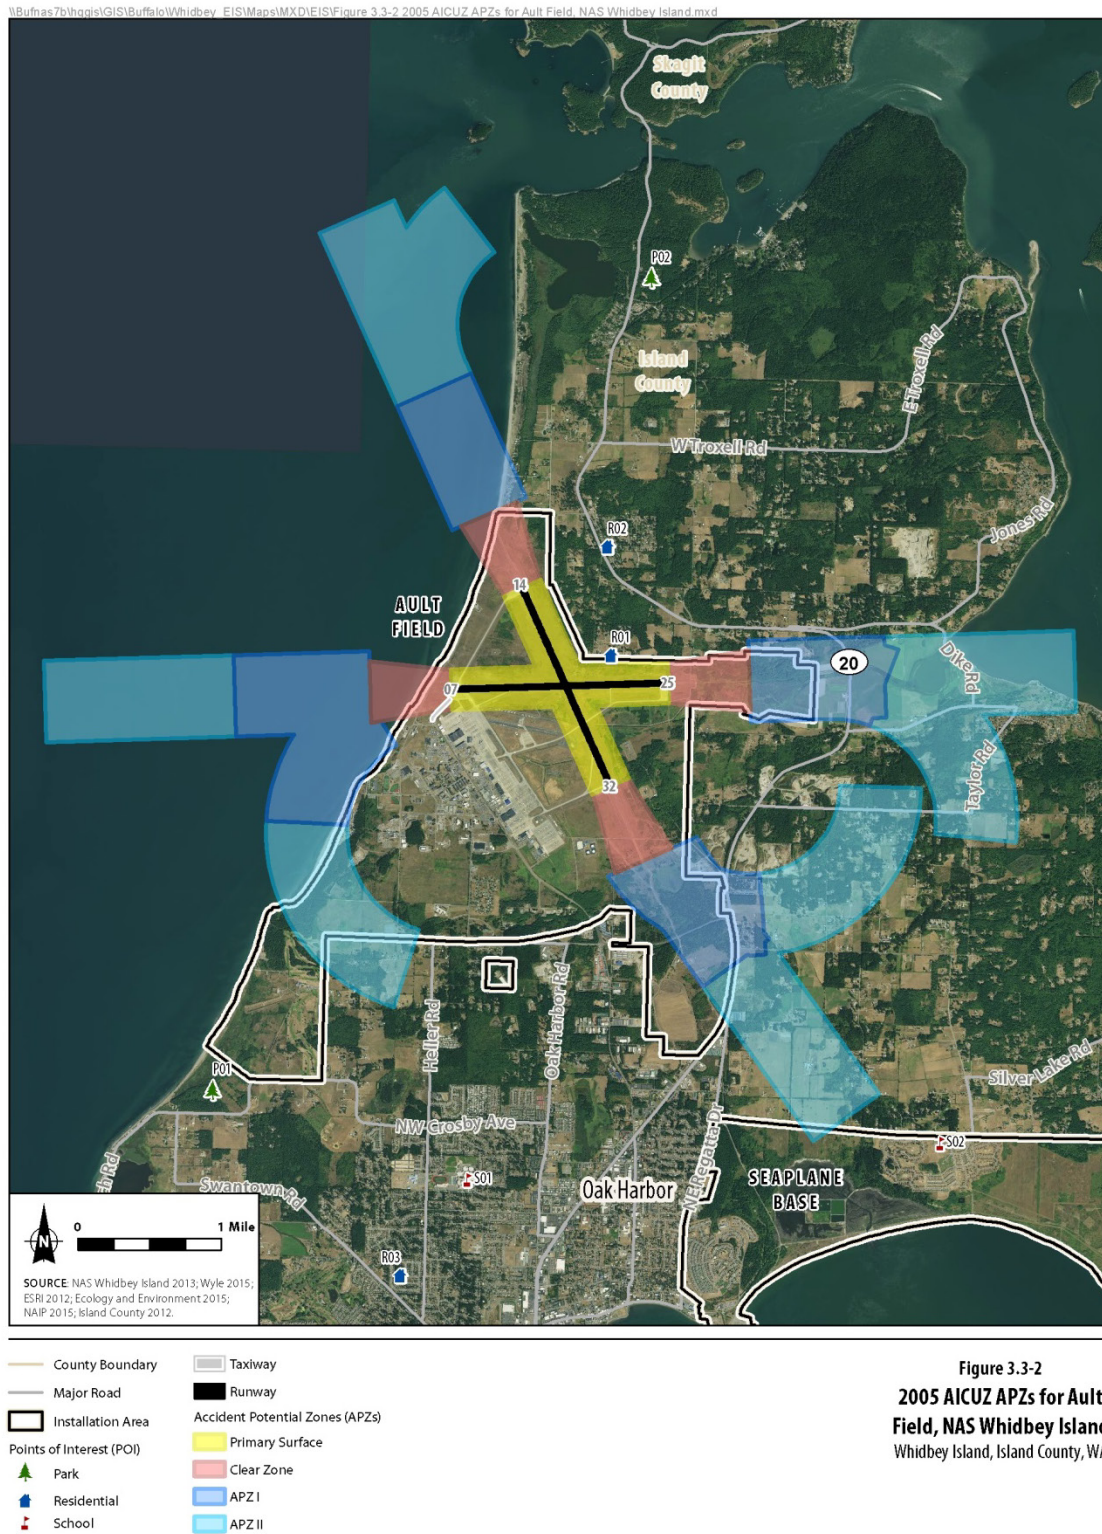 \\Bufnas7b\hqgis\GIS\Buffalo\Whidbey_EIS\Maps\MXD\EIS\Figure 3.3-2 2005 AICUZ APZs for Ault Field, NAS Whidbey Island.mxd
Skagit
County
P02
Island
County
E Troxell Rd
W Troxell Rd
Jones Rd
R02
14
AULT
FIELD
R01
20
Dike Rd
07
25
Taylor Rd
32
Heller Rd
Oak Harbor Rd
P01
Silver Lake Rd
NW Crosby Ave
NE Regatta Dr
S02
S01
Swantown Rd
Oak Harbor
SEAPLANE
BASE
R03
N
0
1 Mile
SOURCE: NAS Whidbey Island 2013; Wyle 2015;
ESRI 2012; Ecology and Environment 2015;
NAIP 2015; Island County 2012.
County Boundary
Major Road
Installation Area
Points of Interest (POI)
Park
Residential
School
Taxiway
Runway
Accident Potential Zones (APZs)
Primary Surface
Clear Zone
APZ I
APZ II
Figure 3.3-2
2005 AICUZ APZs for Ault
Field, NAS Whidbey Island
Whidbey Island, Island County, WA